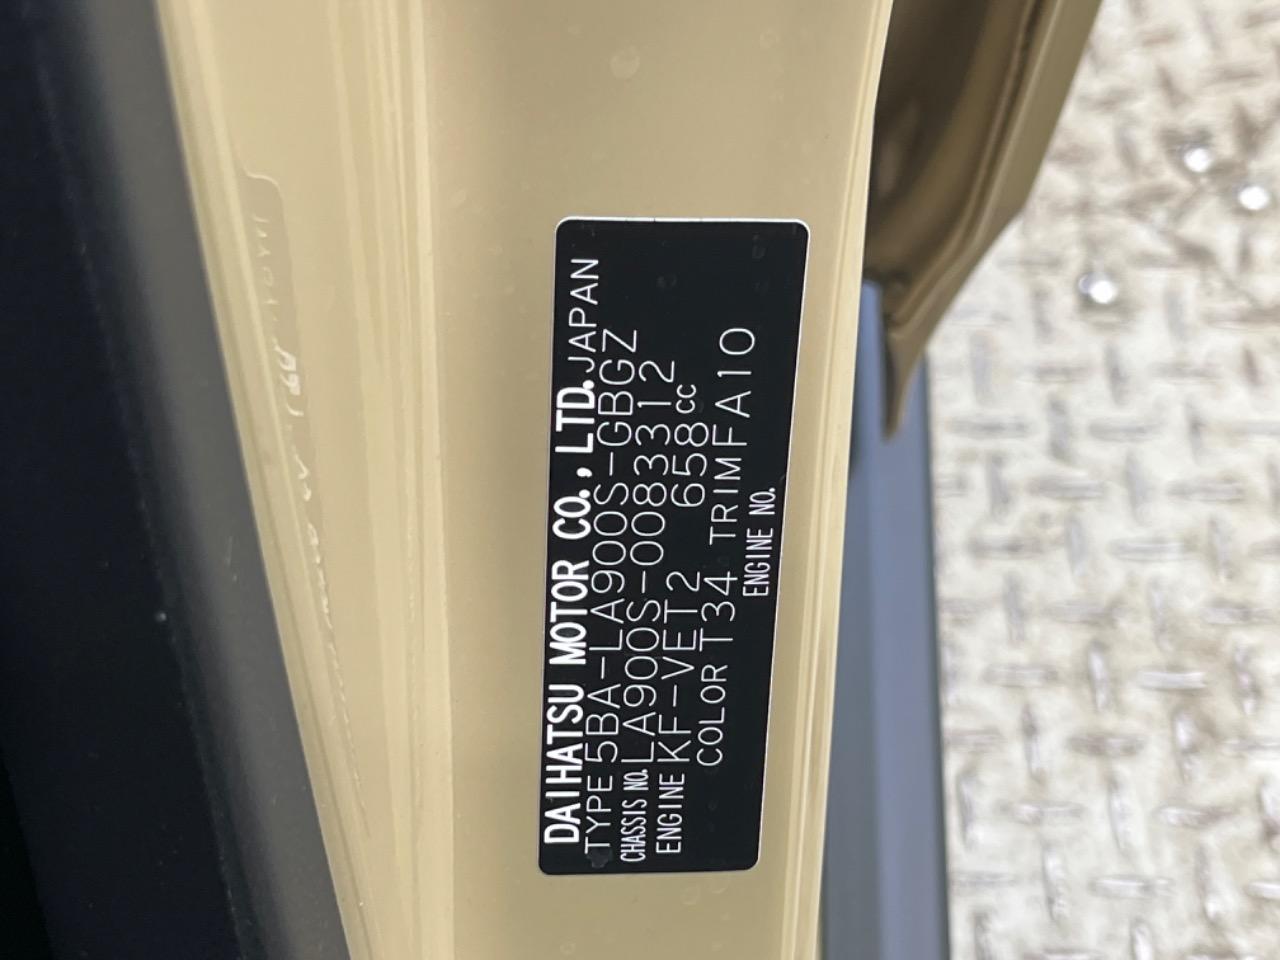 DAIHATSU MOTOR CO.,LTD.JAPAN
TYPE 5BA-LA900S-GBGZ
CHASSIS NO. LA900S-0083312
ENGINE KF-VET2 658cc
COLOR T34 TRIM FA10
ENGINE NO.